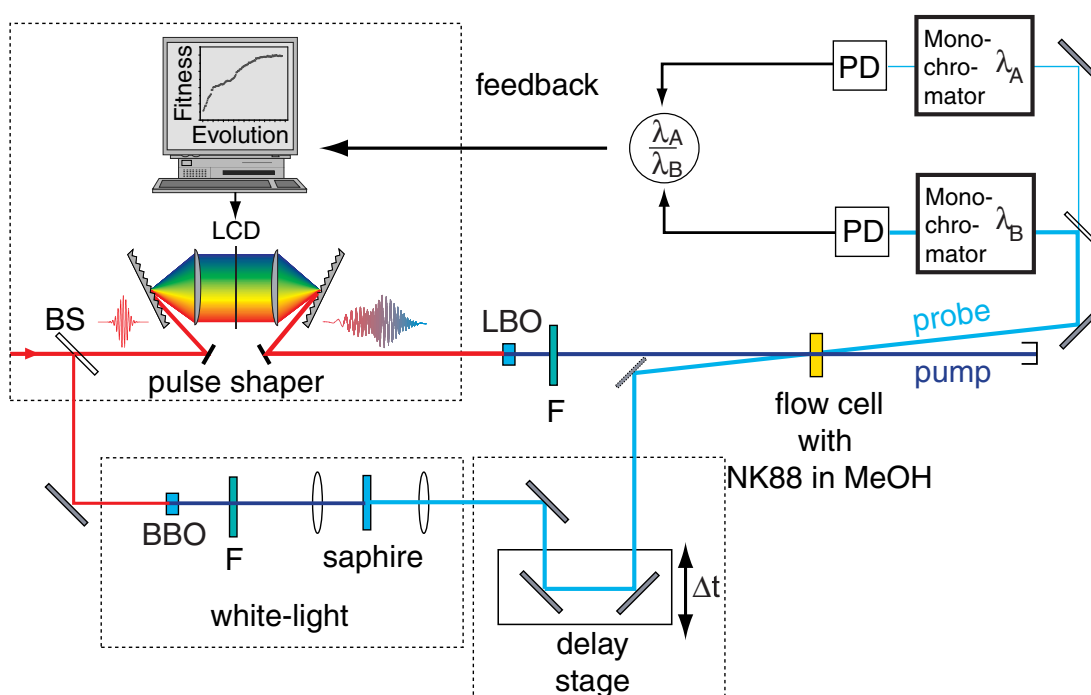 Fitness
Evolution
feedback
PD
Mono-
chro-
mator
λA
λA
λB
PD
Mono-
chro-
mator
λB
LCD
BS
pulse shaper
LBO
F
probe
pump
flow cell
with
NK88 in MeOH
BBO
F
saphire
white-light
Δt
delay
stage